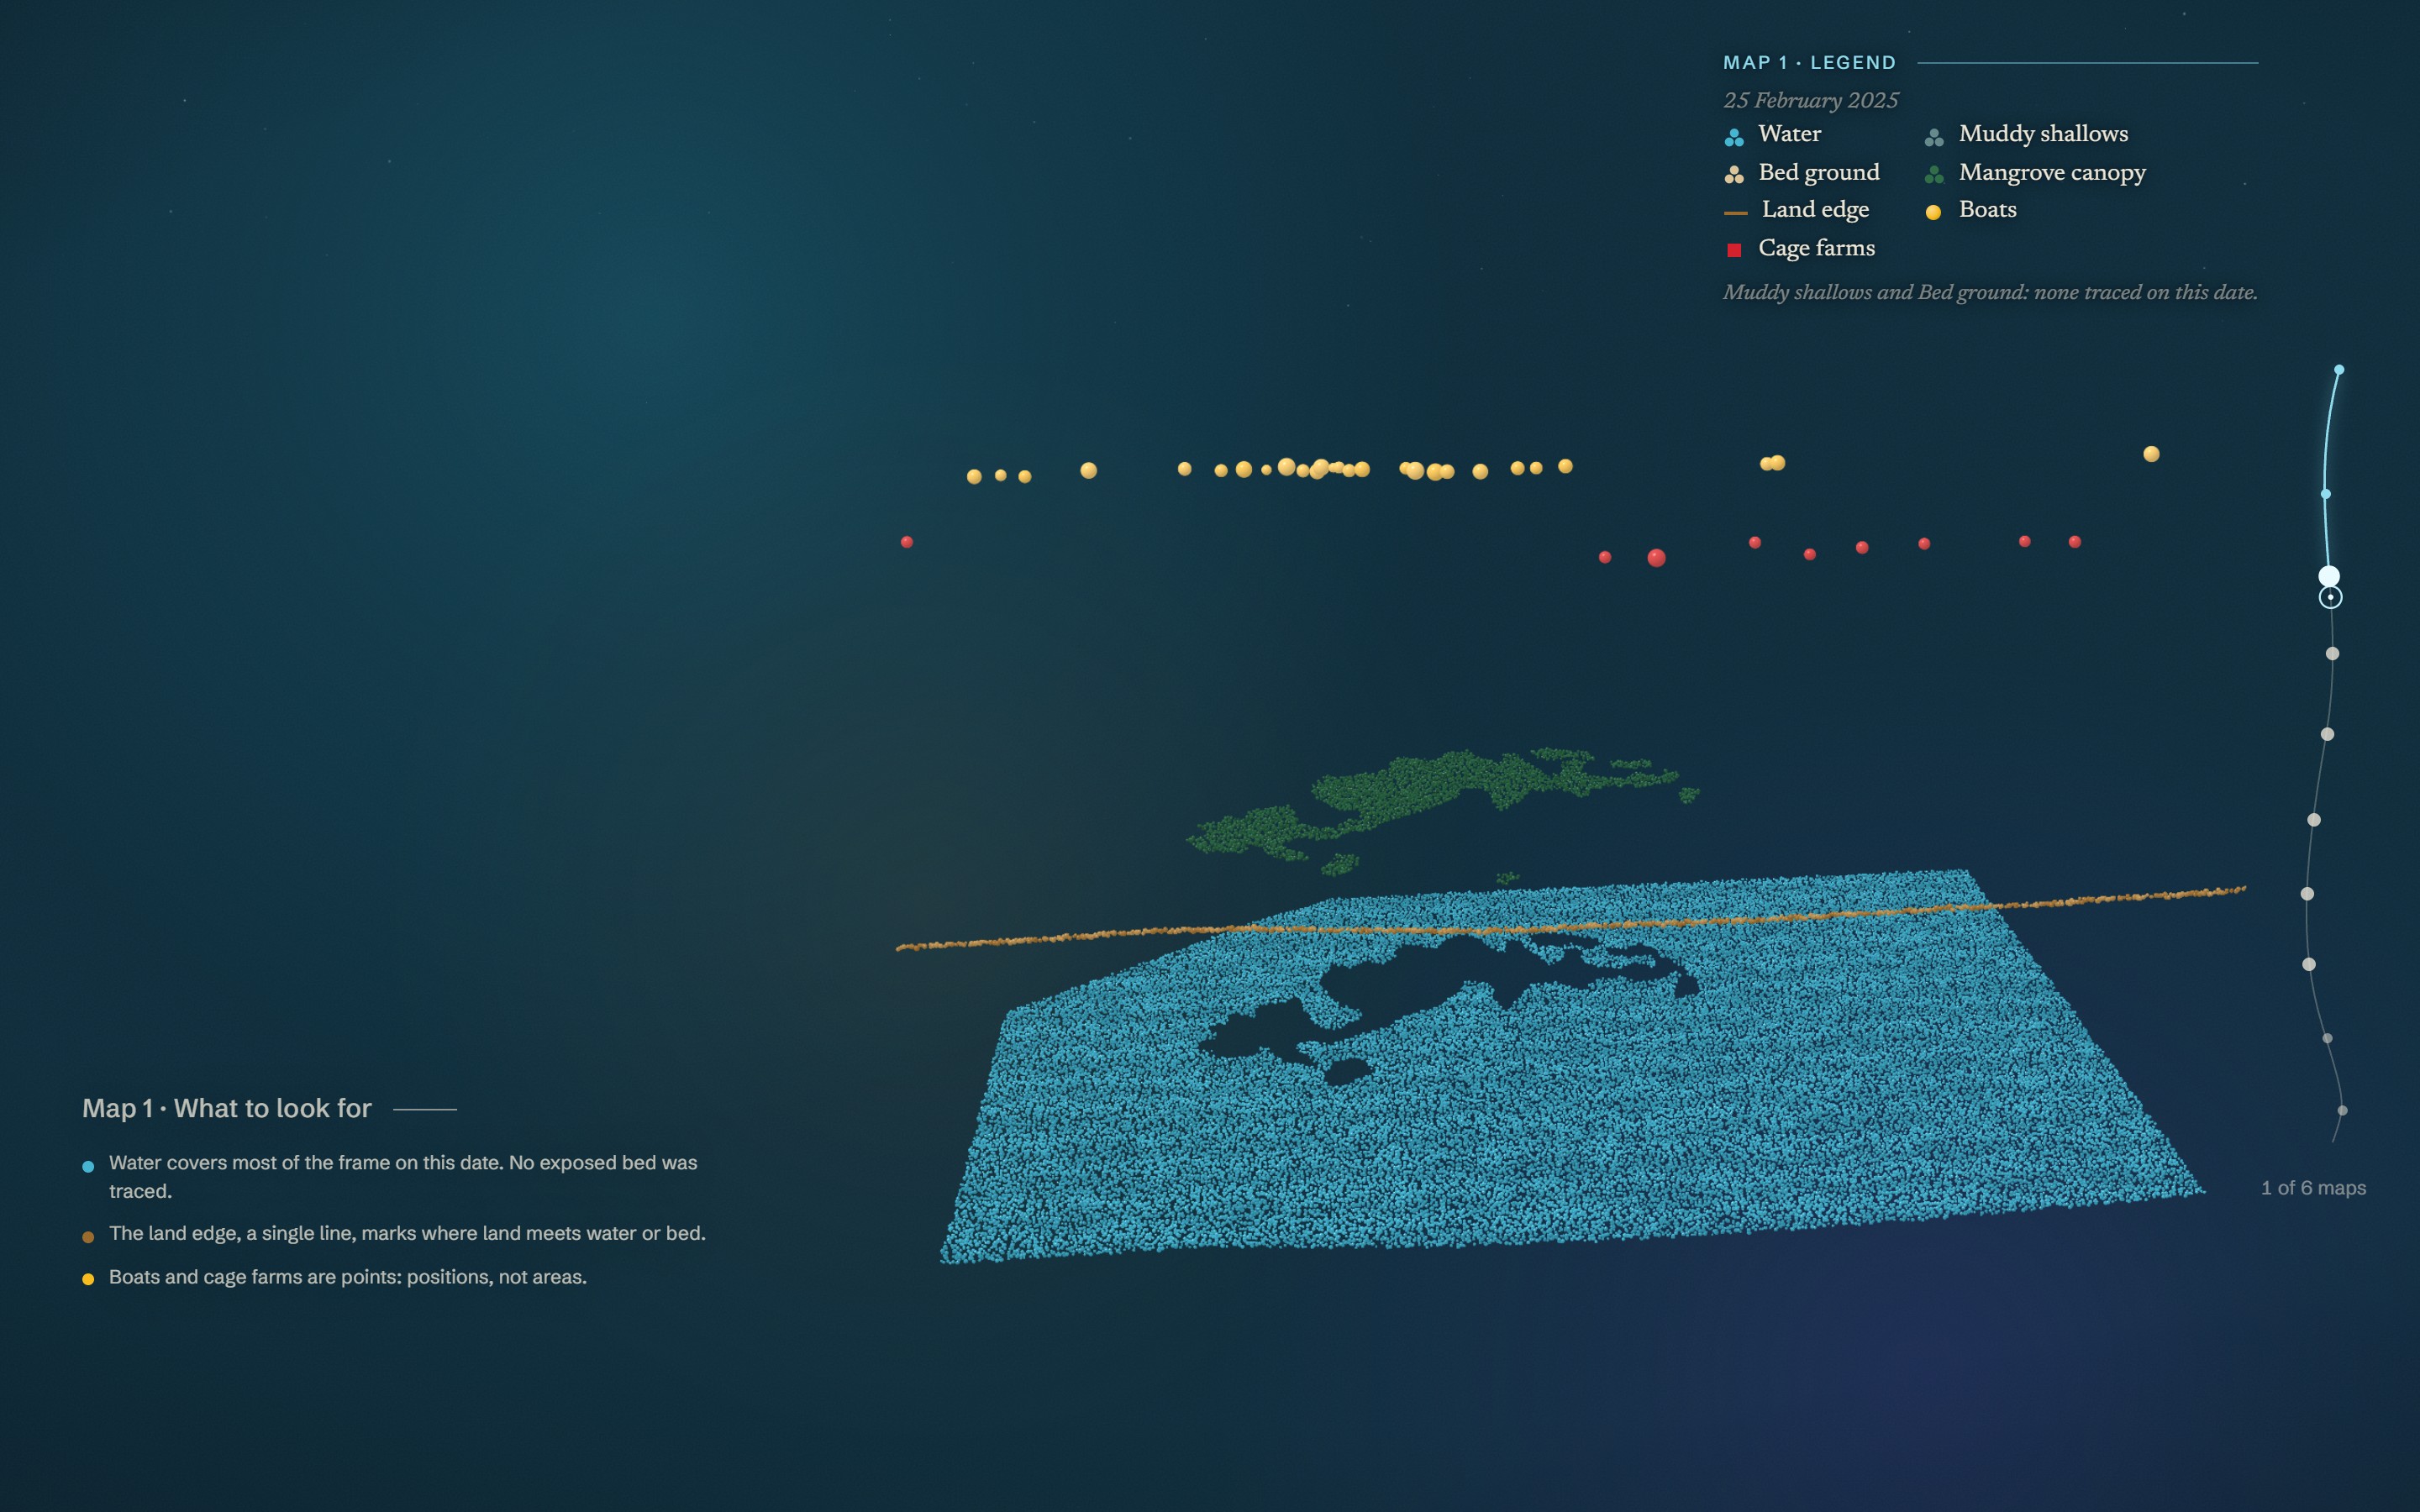 MAP 1 · LEGEND
25 February 2025
Water
Muddy shallows
Bed ground
Mangrove canopy
Land edge
Boats
Cage farms
Muddy shallows and Bed ground: none traced on this date.
Map 1 · What to look for
Water covers most of the frame on this date. No exposed bed was
traced.
The land edge, a single line, marks where land meets water or bed.
Boats and cage farms are points: positions, not areas.
1 of 6 maps